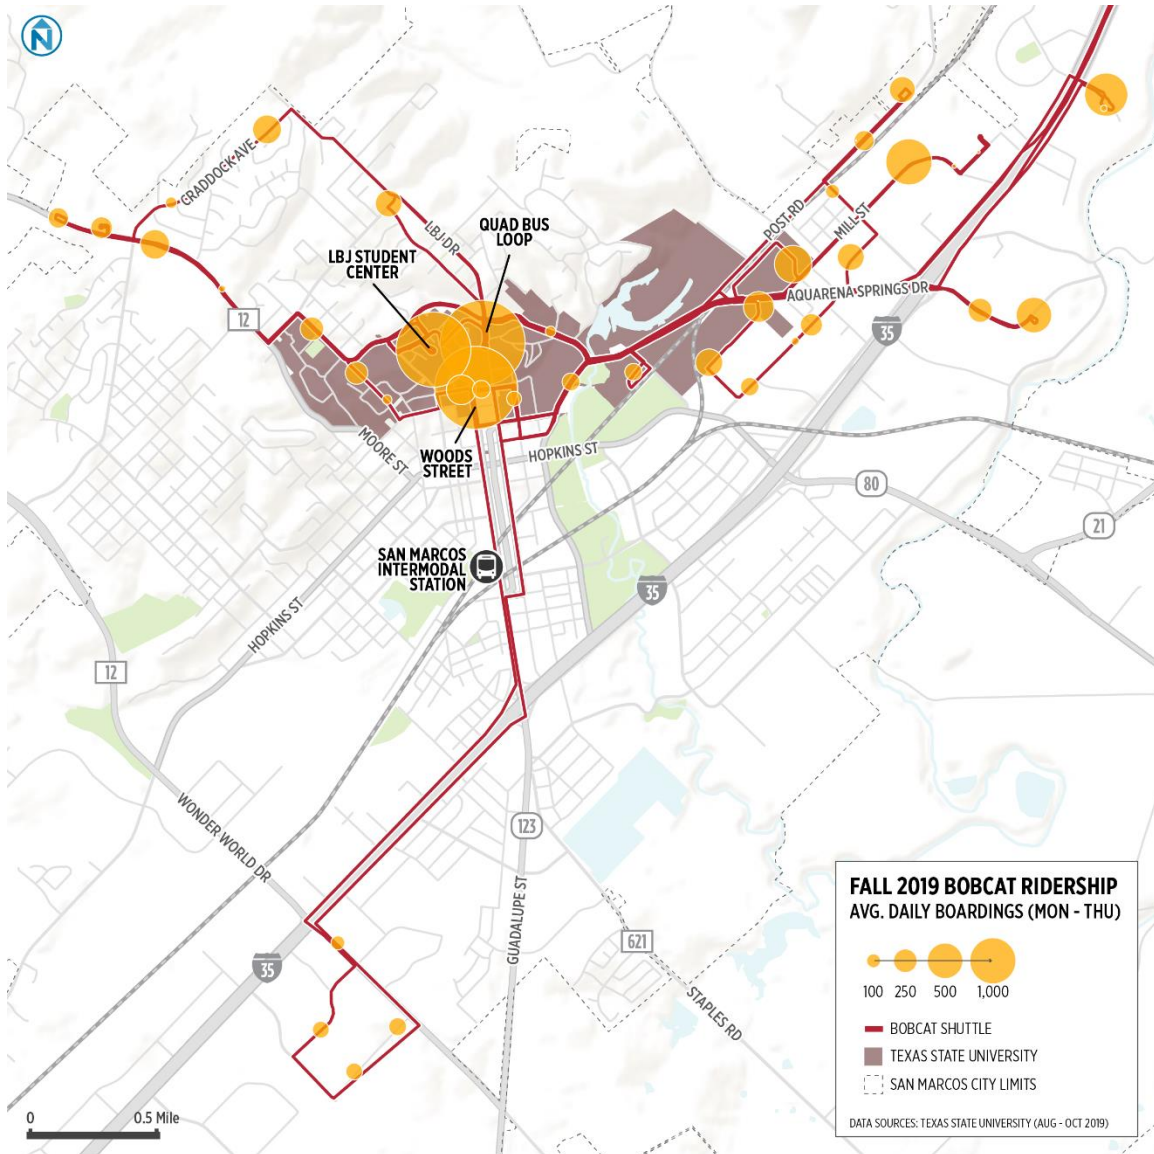 N
CRADDOCK AVE
LBJ DR
QUAD BUS
LOOP
LBJ STUDENT
CENTER
POST RD
MILL ST
AQUARENA SPRINGS DR
12
35
MOORE ST
WOODS
STREET
HOPKINS ST
80
21
SAN MARCOS
INTERMODAL
STATION
35
HOPKINS ST
12
WONDER WORLD DR
123
GUADALUPE ST
621
STAPLES RD
35
FALL 2019 BOBCAT RIDERSHIP
AVG. DAILY BOARDINGS (MON - THU)
100 250 500 1,000
BOBCAT SHUTTLE
TEXAS STATE UNIVERSITY
SAN MARCOS CITY LIMITS
DATA SOURCES: TEXAS STATE UNIVERSITY (AUG - OCT 2019)
0 0.5 Mile